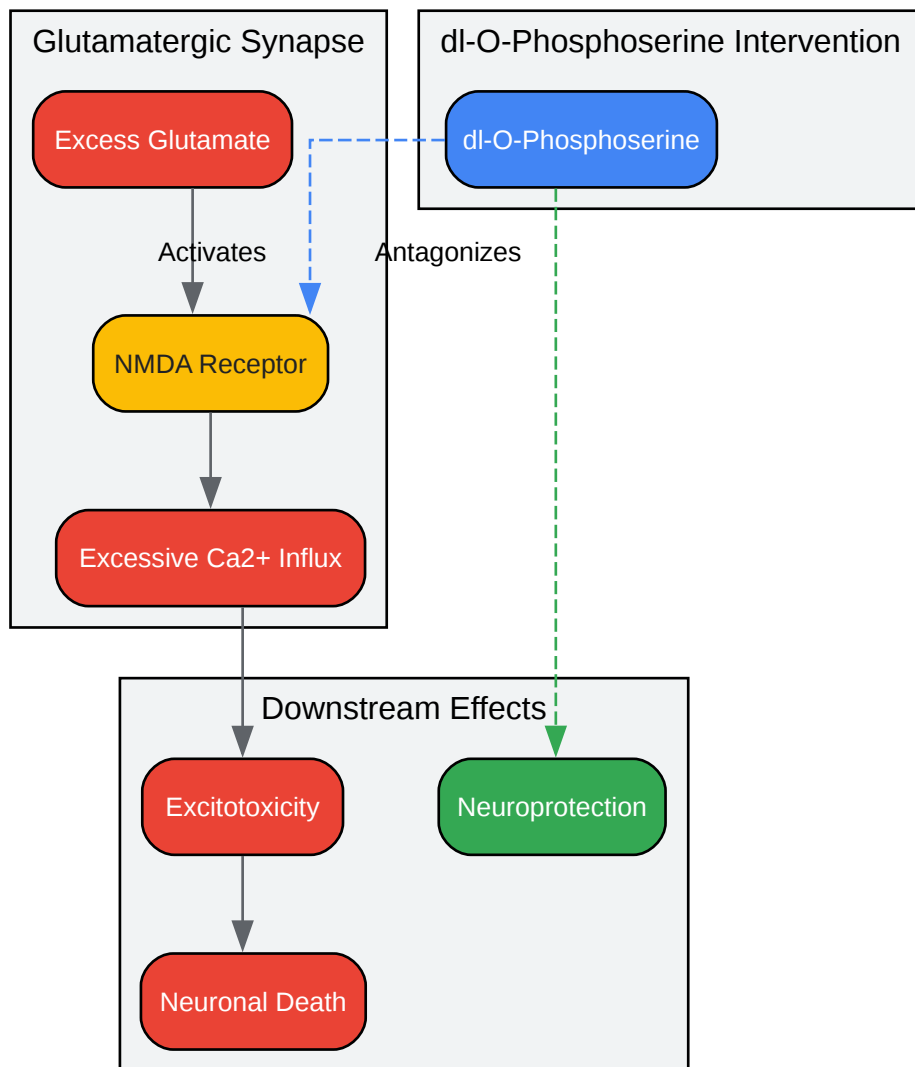 Glutamatergic Synapse
dl-O-Phosphoserine Intervention
Excess Glutamate
dl-O-Phosphoserine
Activates
Antagonizes
NMDA Receptor
Excessive Ca2+ Influx
Downstream Effects
Excitotoxicity
Neuroprotection
Neuronal Death